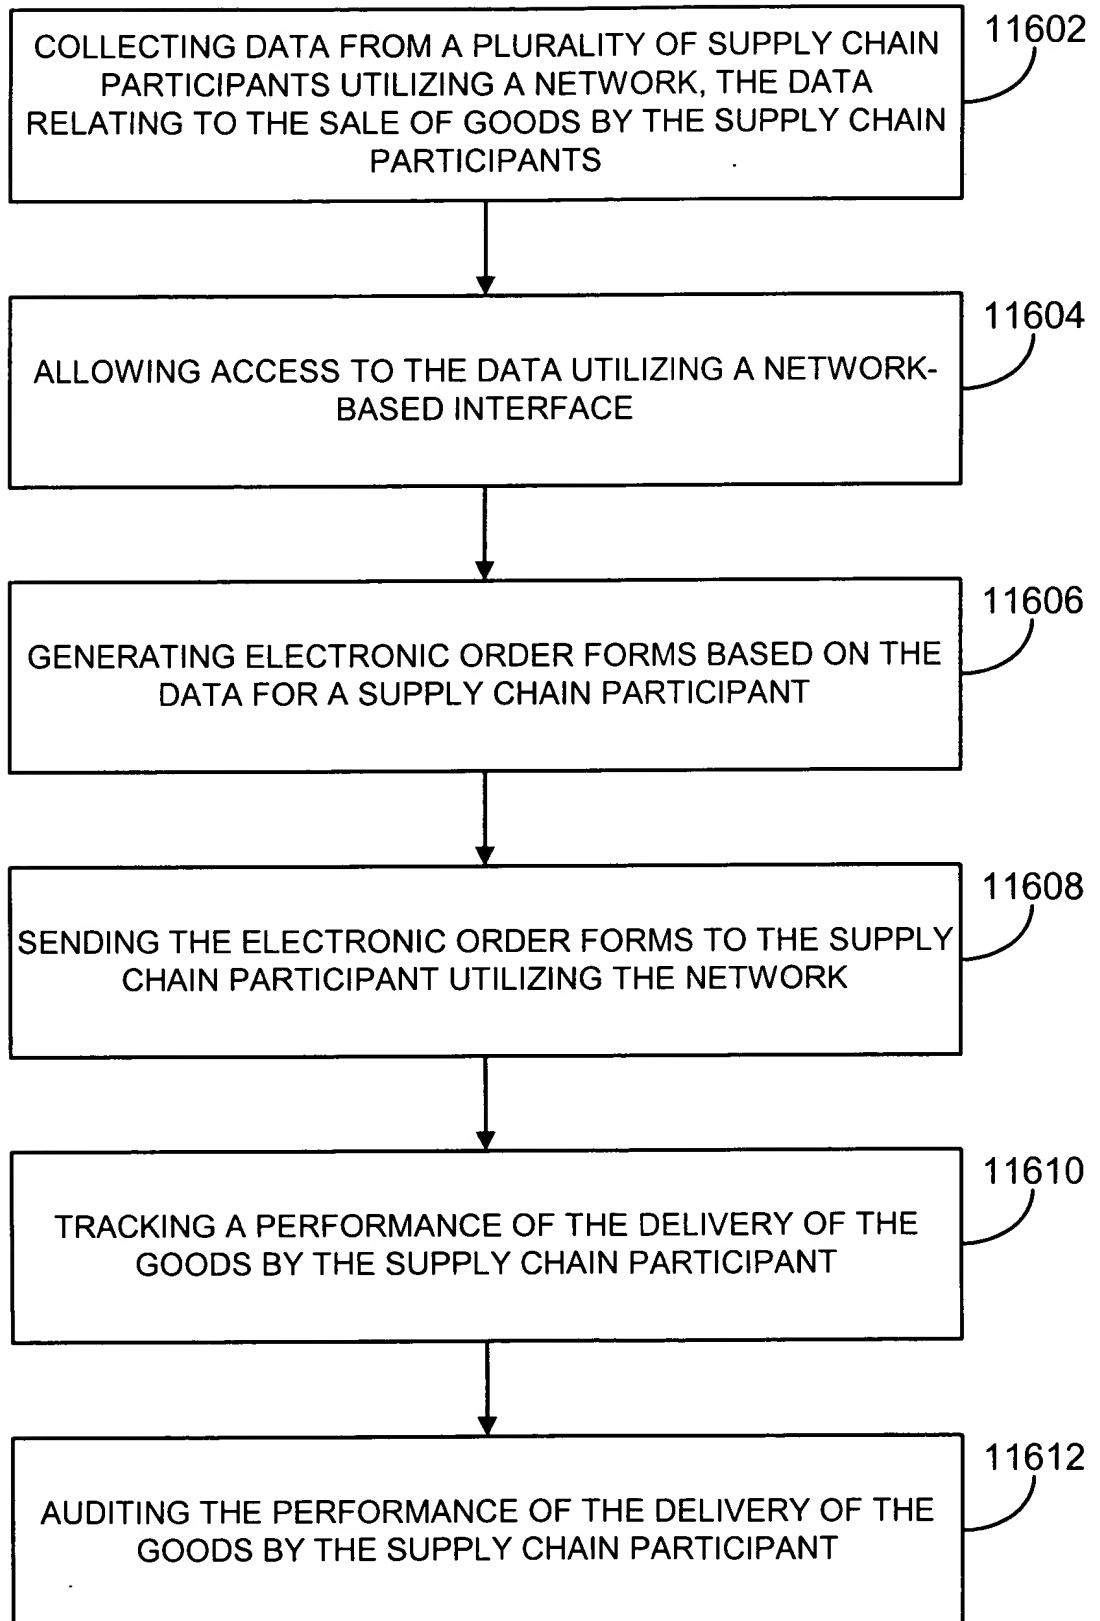 11602
COLLECTING DATA FROM A PLURALITY OF SUPPLY CHAIN
PARTICIPANTS UTILIZING A NETWORK, THE DATA
RELATING TO THE SALE OF GOODS BY THE SUPPLY CHAIN
PARTICIPANTS
11604
ALLOWING ACCESS TO THE DATA UTILIZING A NETWORK-
BASED INTERFACE
11606
GENERATING ELECTRONIC ORDER FORMS BASED ON THE
DATA FOR A SUPPLY CHAIN PARTICIPANT
11608
SENDING THE ELECTRONIC ORDER FORMS TO THE SUPPLY
CHAIN PARTICIPANT UTILIZING THE NETWORK
11610
TRACKING A PERFORMANCE OF THE DELIVERY OF THE
GOODS BY THE SUPPLY CHAIN PARTICIPANT
11612
AUDITING THE PERFORMANCE OF THE DELIVERY OF THE
GOODS BY THE SUPPLY CHAIN PARTICIPANT